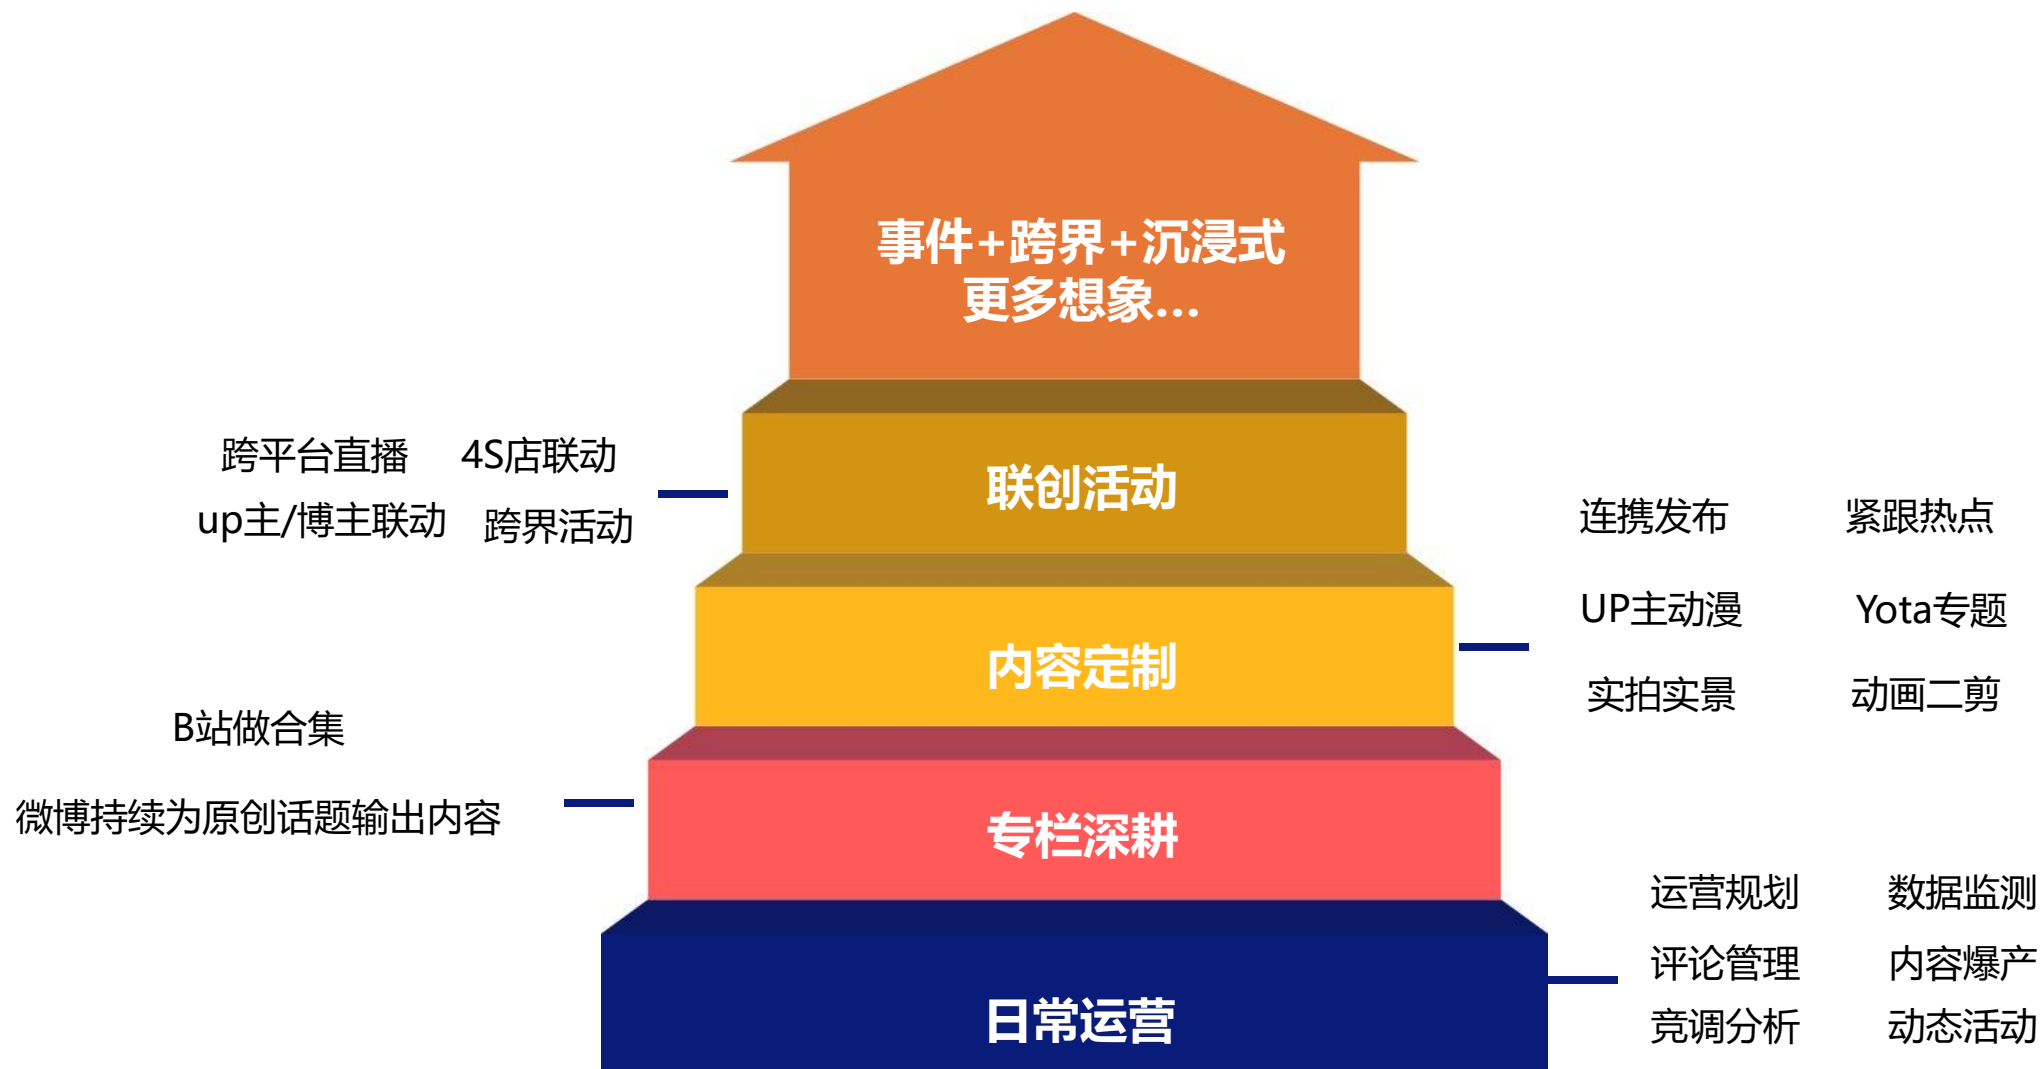 事件+跨界+沉浸式
更多想象...
跨平台直播 4S店联动
up主/博主联动 跨界活动
联创活动
连携发布 紧跟热点
UP主动漫 Yota专题
实拍实景 动画二剪
内容定制
B站做合集
微博持续为原创话题输出内容
专栏深耕
运营规划 数据监测
评论管理 内容爆产
竞调分析 动态活动
日常运营